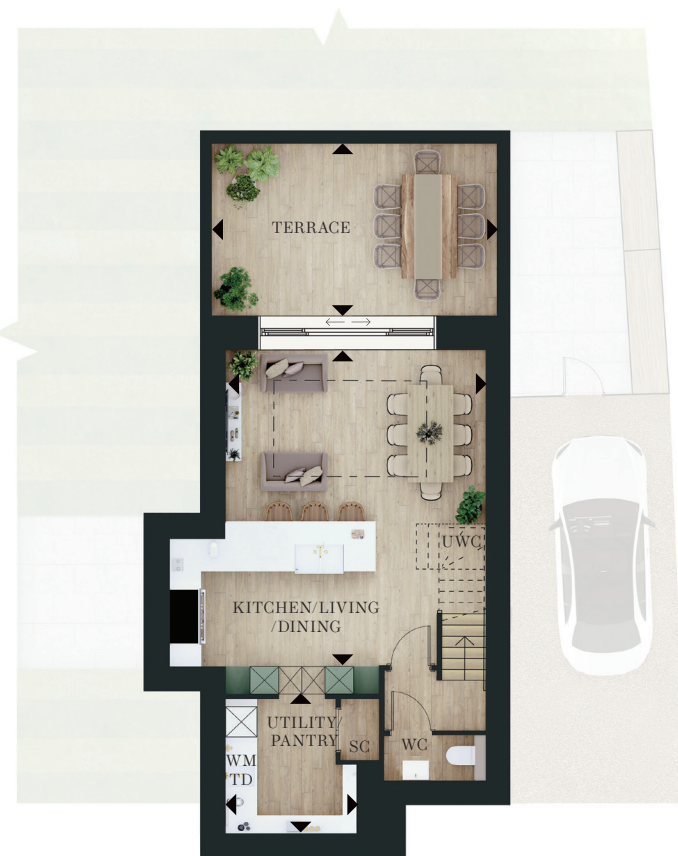 TERRACE
UWC
KITCHEN/LIVING
/DINING
UTILITY/
PANTRY
SC
WC
WM
TD